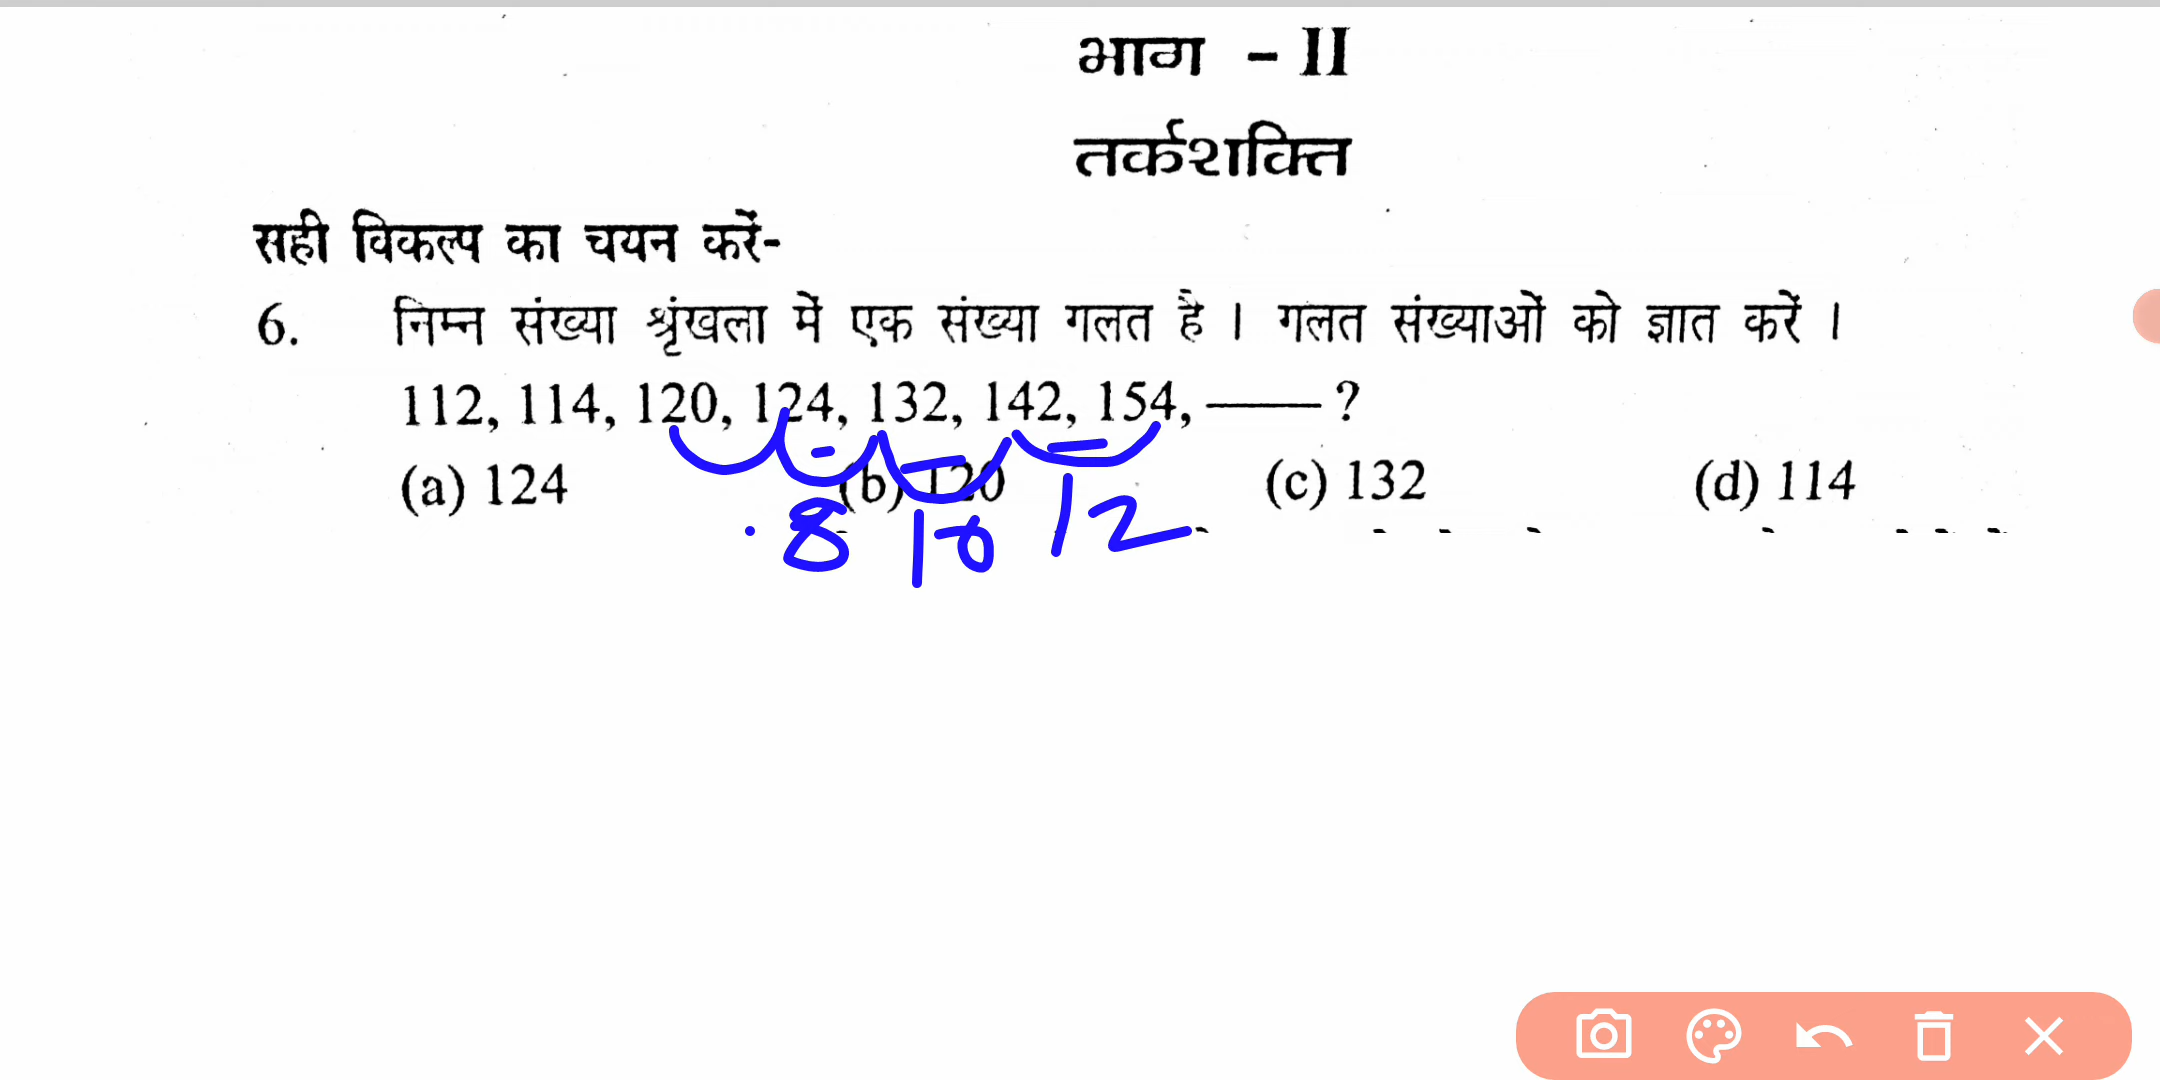 भाग - II
तर्कशक्ति
सही विकल्प का चयन करें-
6. निम्न संख्या श्रृंखला में एक संख्या गलत है । गलत संख्याओं को ज्ञात करें ।
112, 114, 120, 124, 132, 142, 154, —— ?
(a) 124 (b) 120 (c) 132 (d) 114
8 10 12